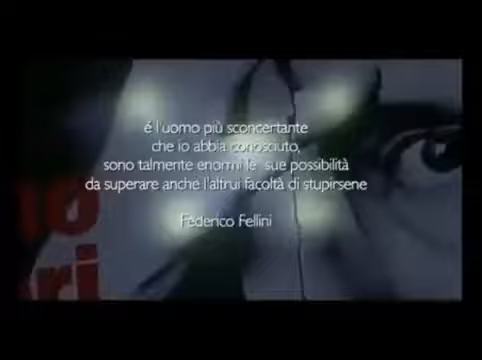 é l'uomo più sconcertante
che io abbia conosciuto,
sono talmente enormi le sue possibilità
da superare anche l'altrui facoltà di stupirsene
Federico Fellini